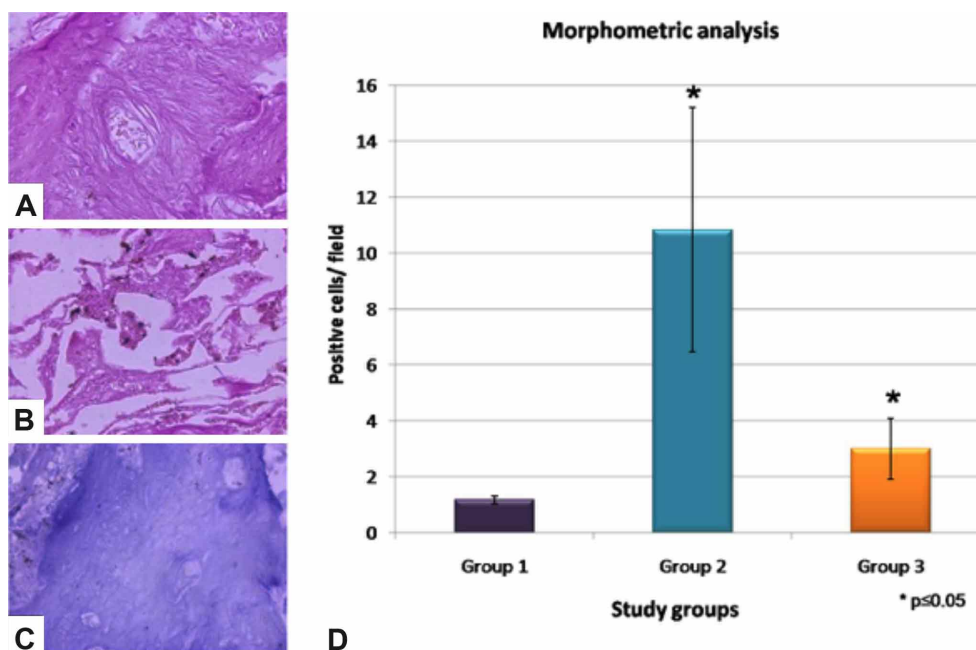 A
B
C
D
Morphometric analysis
Positive cells/ field
16
14
12
10
8
6
4
2
0
*
*
Group 1 Group 2 Group 3
Study groups
* p≤0.05